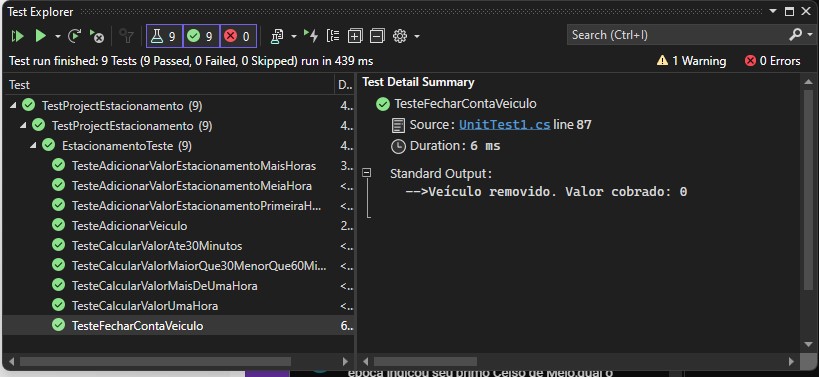 Test Explorer
9 9 0
Search (Ctrl+I)
Test run finished: 9 Tests (9 Passed, 0 Failed, 0 Skipped) run in 439 ms
1 Warning
0 Errors
Test
D..
TestProjectEstacionamento (9) 4..
TestProjectEstacionamento (9) 4..
EstacionamentoTeste (9) 4..
TesteAdicionarValorEstacionamentoMaisHoras 3..
TesteAdicionarValorEstacionamentoMeiaHora <..
TesteAdicionarValorEstacionamentoPrimeiraH... <..
TesteAdicionarVeiculo 2..
TesteCalcularValorAte30Minutos <..
TesteCalcularValorMaiorQue30MenorQue60Mi... <..
TesteCalcularValorMaisDeUmaHora <..
TesteCalcularValorUmaHora <..
TesteFecharContaVeiculo 6..
Test Detail Summary
TesteFecharContaVeiculo
Source: UnitTest1.cs line 87
Duration: 6 ms
Standard Output:
-->Veículo removido. Valor cobrado: 0
época indicou seu primo Celso de Melo,qual o